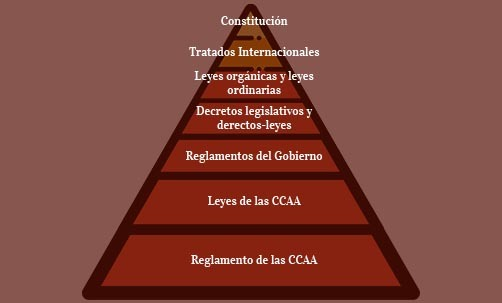 Constitución
Tratados Internacionales
Leyes orgánicas y leyes
ordinarias
Decretos legislativos y
derectos-leyes
Reglamentos del Gobierno
Leyes de las CCAA
Reglamento de las CCAA